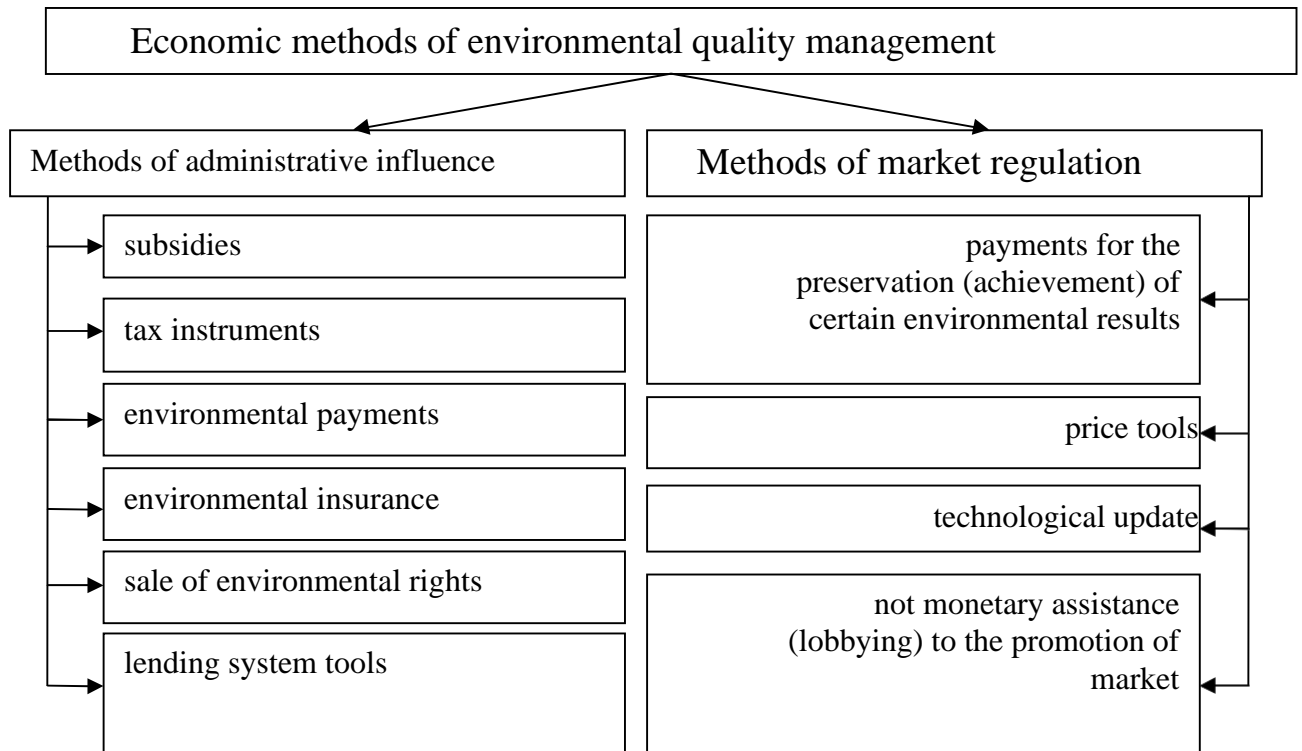 Economic methods of environmental quality management
Methods of administrative influence
subsidies
tax instruments
environmental payments
environmental insurance
sale of environmental rights
lending system tools
Methods of market regulation
payments for the
preservation (achievement) of
certain environmental results
price tools
technological update
not monetary assistance
(lobbying) to the promotion of
market